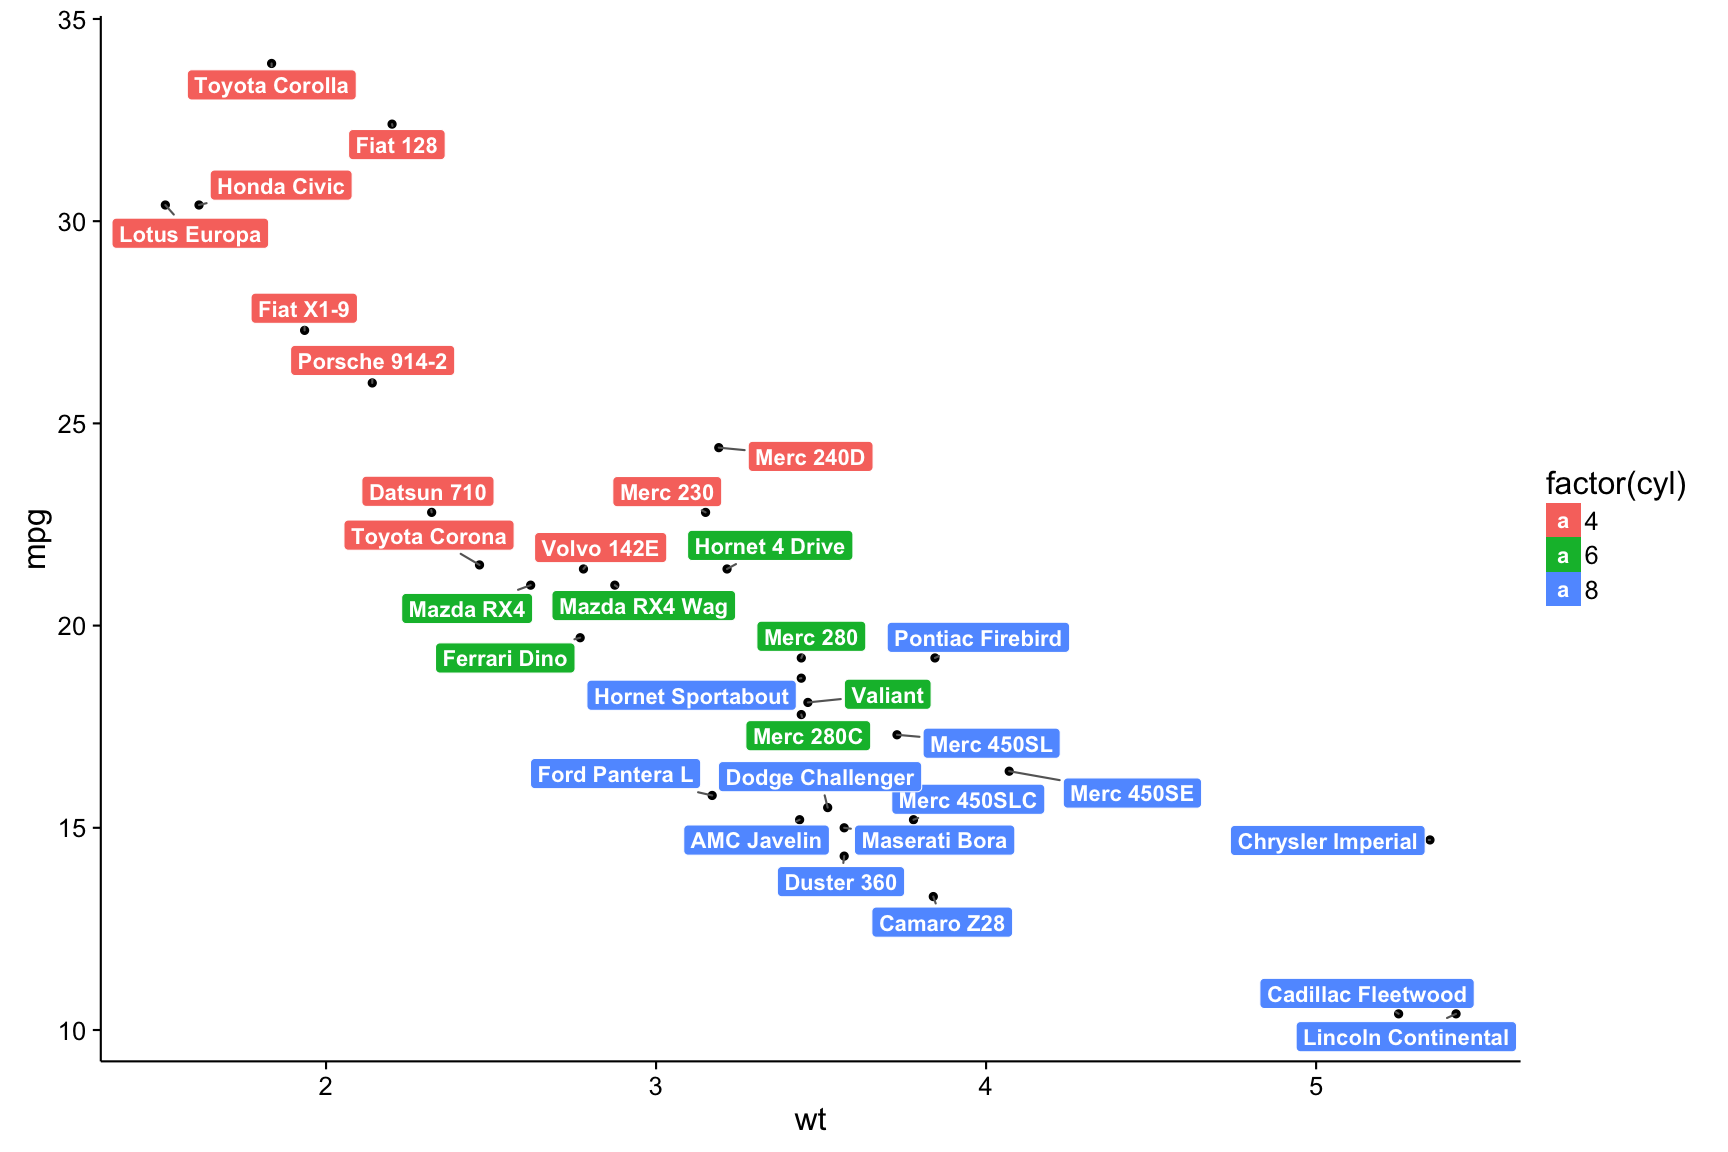 35
Toyota Corolla
Fiat 128
Honda Civic
30
Lotus Europa
Fiat X1-9
Porsche 914-2
25
Merc 240D
Datsun 710
Merc 230
Toyota Corona
Volvo 142E
Hornet 4 Drive
Mazda RX4
Mazda RX4 Wag
20
Merc 280
Pontiac Firebird
Ferrari Dino
Hornet Sportabout
Valiant
Merc 280C
Merc 450SL
Ford Pantera L
Dodge Challenger
Merc 450SE
Merc 450SLC
15
AMC Javelin
Maserati Bora
Chrysler Imperial
Duster 360
Camaro Z28
Cadillac Fleetwood
10
Lincoln Continental
2 3 4 5
wt
mpg
factor(cyl)
a 4
a 6
a 8